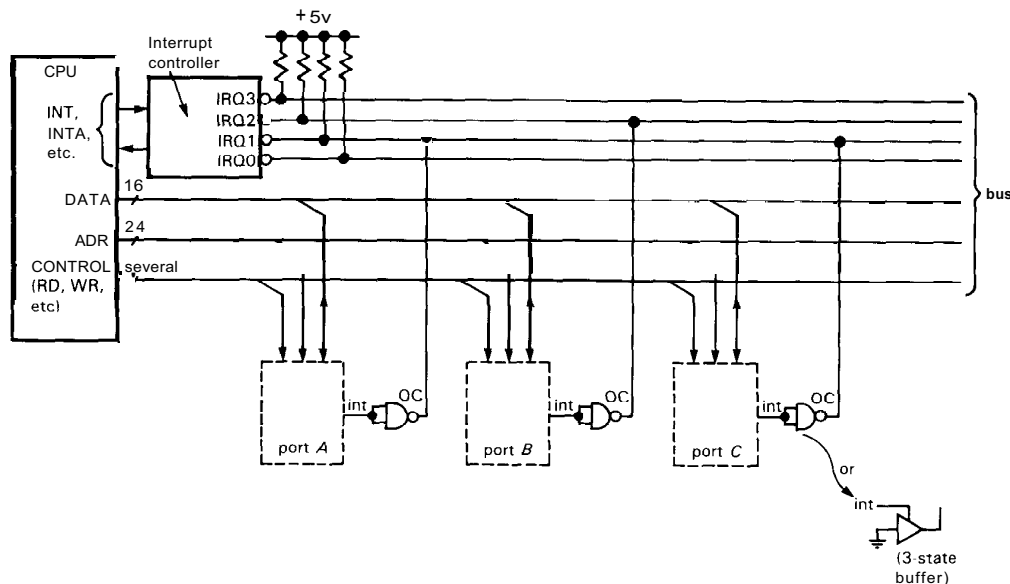 +5v
Interrupt
controller
CPU
INT,
INTA,
etc.
IRQ3
IRQ2
IRQ1
IRQ0
bus
16
DATA
24
ADR
CONTROL
several
(RD, WR,
etc)
int
OC
port A
int
OC
port B
int
OC
port C
or
int
(3-state
buffer)